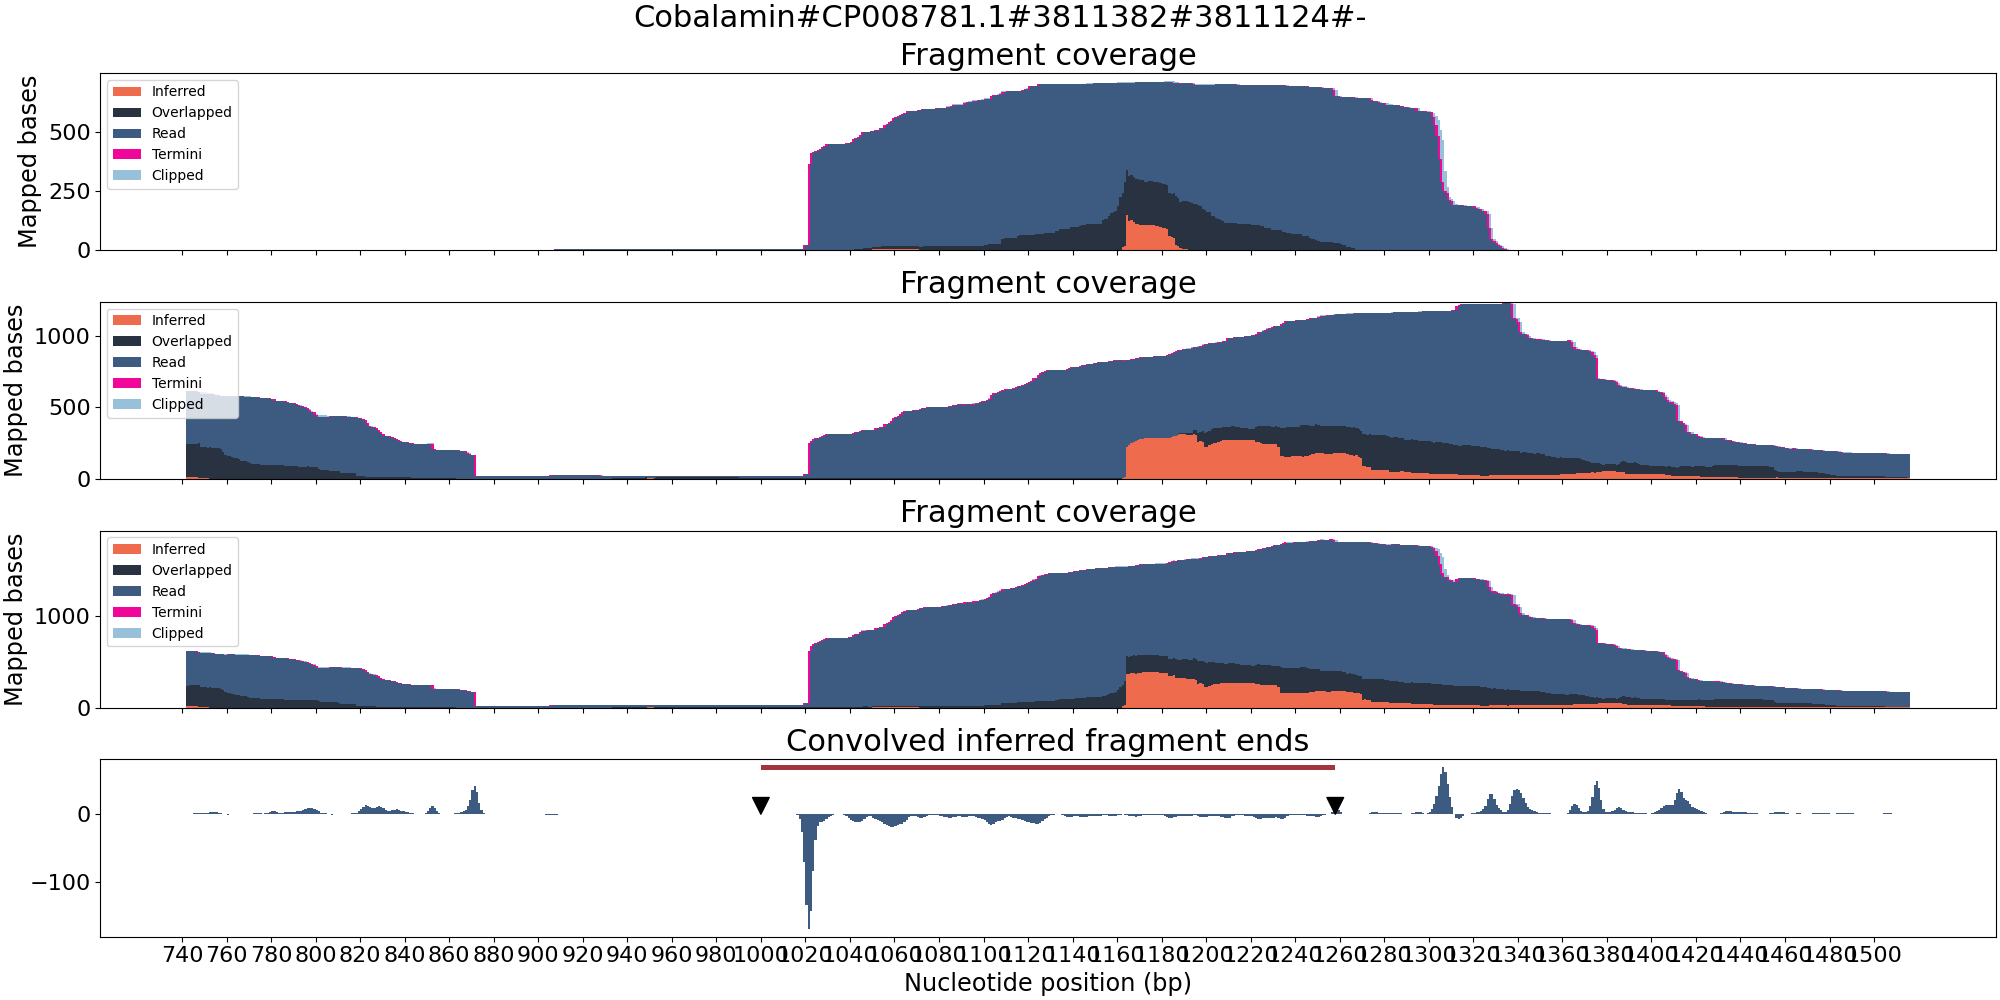 Cobalamin#CP008781.1#3811382#3811124#-
Fragment coverage
Mapped bases
500
250
0
Inferred
Overlapped
Read
Termini
Clipped
Fragment coverage
Mapped bases
1000
500
0
Inferred
Overlapped
Read
Termini
Clipped
Fragment coverage
Mapped bases
1000
0
Inferred
Overlapped
Read
Termini
Clipped
Convolved inferred fragment ends
0
−100
740 760 780 800 820 840 860 880 900 920 940 960 980 1000 1020 1040 1060 1080 1100 1120 1140 1160 1180 1200 1220 1240 1260 1280 1300 1320 1340 1360 1380 1400 1420 1440 1460 1480 1500
Nucleotide position (bp)